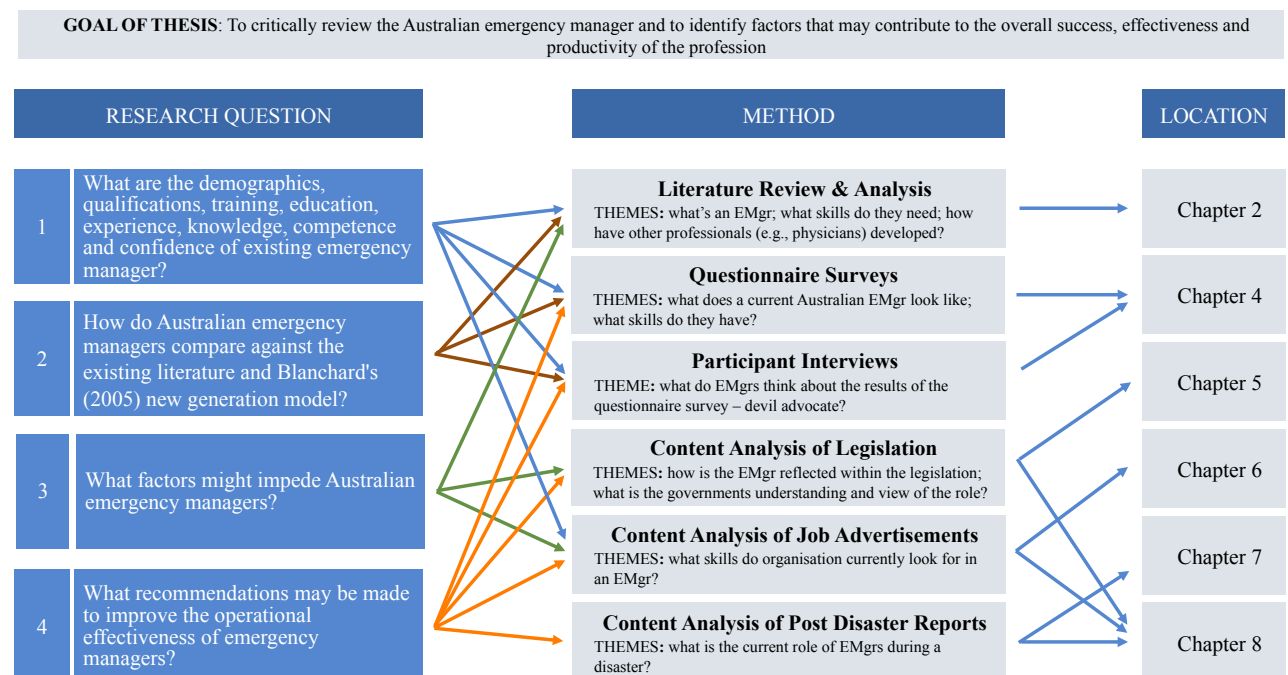 GOAL OF THESIS: To critically review the Australian emergency manager and to identify factors that may contribute to the overall success, effectiveness and
productivity of the profession
RESEARCH QUESTION
METHOD
LOCATION
1
What are the demographics,
qualifications, training, education,
experience, knowledge, competence
and confidence of existing emergency
manager?
2
How do Australian emergency
managers compare against the
existing literature and Blanchard's
(2005) new generation model?
3
What factors might impede Australian
emergency managers?
4
What recommendations may be made
to improve the operational
effectiveness of emergency
managers?
Literature Review & Analysis
THEMES: what's an EMgr; what skills do they need; how
have other professionals (e.g., physicians) developed?
Questionnaire Surveys
THEMES: what does a current Australian EMgr look like;
what skills do they have?
Participant Interviews
THEME: what do EMgrs think about the results of the
questionnaire survey – devil advocate?
Content Analysis of Legislation
THEMES: how is the EMgr reflected within the legislation;
what is the governments understanding and view of the role?
Content Analysis of Job Advertisements
THEMES: what skills do organisation currently look for in
an EMgr?
Content Analysis of Post Disaster Reports
THEMES: what is the current role of EMgrs during a
disaster?
Chapter 2
Chapter 4
Chapter 5
Chapter 6
Chapter 7
Chapter 8